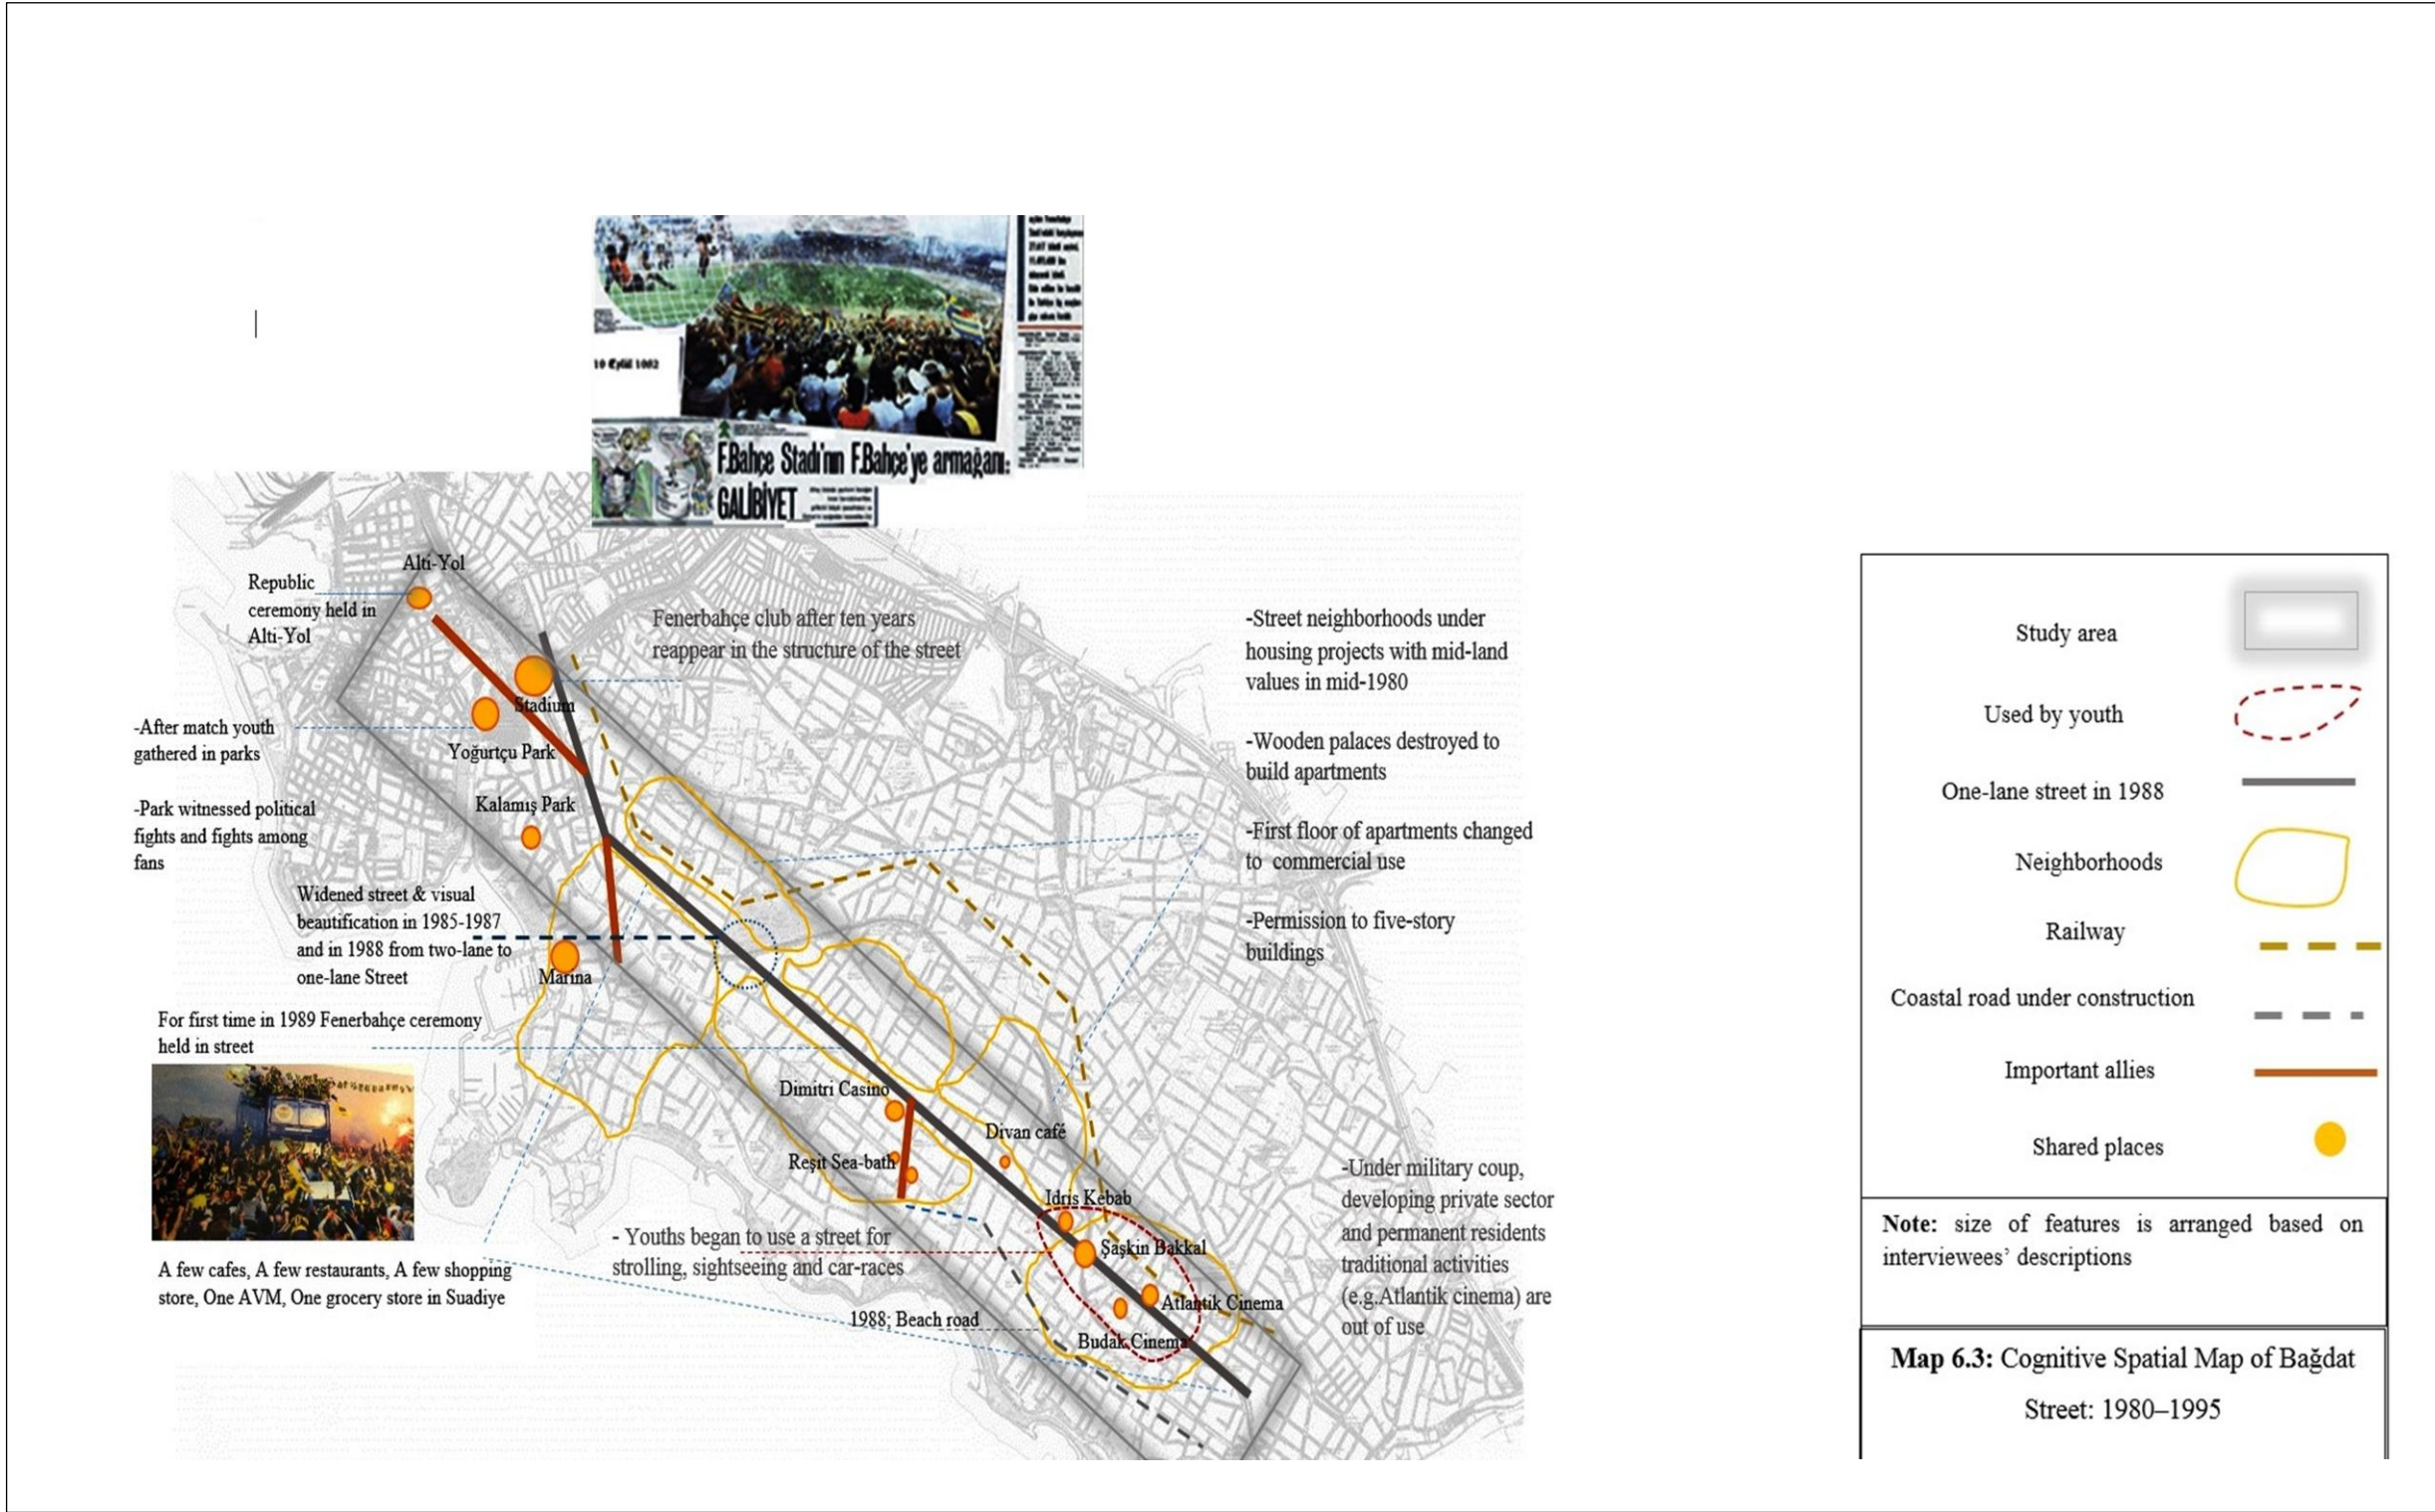 10 Eylül 1982
F.Bahçe Stadı'nın F.Bahçe'ye armağanı:
GALİBİYET
Alti-Yol
Republic
ceremony held in
Alti-Yol
Fenerbahçe club after ten years
reappear in the structure of the street
Stadium
-After match youth
gathered in parks
Yoğurtçu Park
-Park witnessed political
fights and fights among
fans
Kalamış Park
Widened street & visual
beautification in 1985-1987
and in 1988 from two-lane to
one-lane Street
Marina
For first time in 1989 Fenerbahçe ceremony
held in street
Dimitri Casino
Divan café
Reşit Sea-bath
Idris Kebab
Şaşkin Bakkal
- Youths began to use a street for
strolling, sightseeing and car-races
A few cafes, A few restaurants, A few shopping
store, One AVM, One grocery store in Suadiye
1988; Beach road
Atlantik Cinema
Budak Cinema
-Street neighborhoods under
housing projects with mid-land
values in mid-1980
-Wooden palaces destroyed to
build apartments
-First floor of apartments changed
to commercial use
-Permission to five-story
buildings
-Under military coup,
developing private sector
and permanent residents
traditional activities
(e.g.Atlantik cinema) are
out of use
Study area
Used by youth
One-lane street in 1988
Neighborhoods
Railway
Coastal road under construction
Important allies
Shared places
Note: size of features is arranged based on
interviewees' descriptions
Map 6.3: Cognitive Spatial Map of Bağdat
Street: 1980–1995